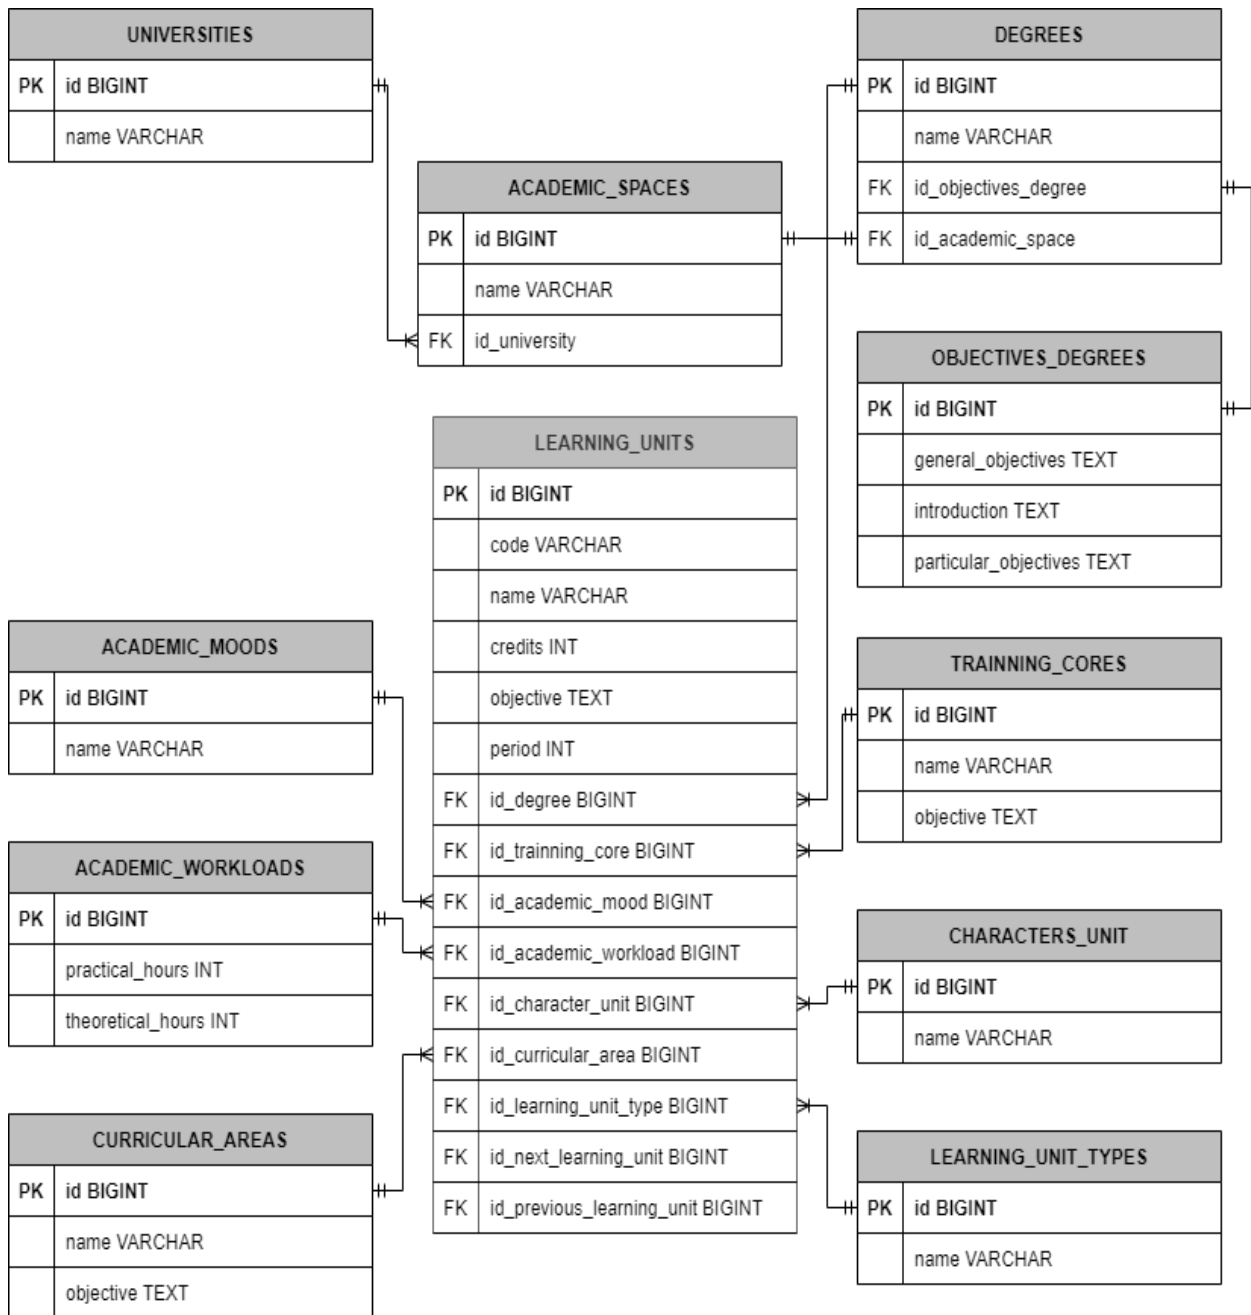 UNIVERSITIES
PK id BIGINT
name VARCHAR
ACADEMIC_SPACES
PK id BIGINT
name VARCHAR
FK id_university
DEGREES
PK id BIGINT
name VARCHAR
FK id_objectives_degree
FK id_academic_space
OBJECTIVES_DEGREES
PK id BIGINT
general_objectives TEXT
introduction TEXT
particular_objectives TEXT
LEARNING_UNITS
PK id BIGINT
code VARCHAR
name VARCHAR
credits INT
objective TEXT
period INT
FK id_degree BIGINT
FK id_trainning_core BIGINT
FK id_academic_mood BIGINT
FK id_academic_workload BIGINT
FK id_character_unit BIGINT
FK id_curricular_area BIGINT
FK id_learning_unit_type BIGINT
FK id_next_learning_unit BIGINT
FK id_previous_learning_unit BIGINT
ACADEMIC_MOODS
PK id BIGINT
name VARCHAR
ACADEMIC_WORKLOADS
PK id BIGINT
practical_hours INT
theoretical_hours INT
CURRICULAR_AREAS
PK id BIGINT
name VARCHAR
objective TEXT
TRAINNING_CORES
PK id BIGINT
name VARCHAR
objective TEXT
CHARACTERS_UNIT
PK id BIGINT
name VARCHAR
LEARNING_UNIT_TYPES
PK id BIGINT
name VARCHAR